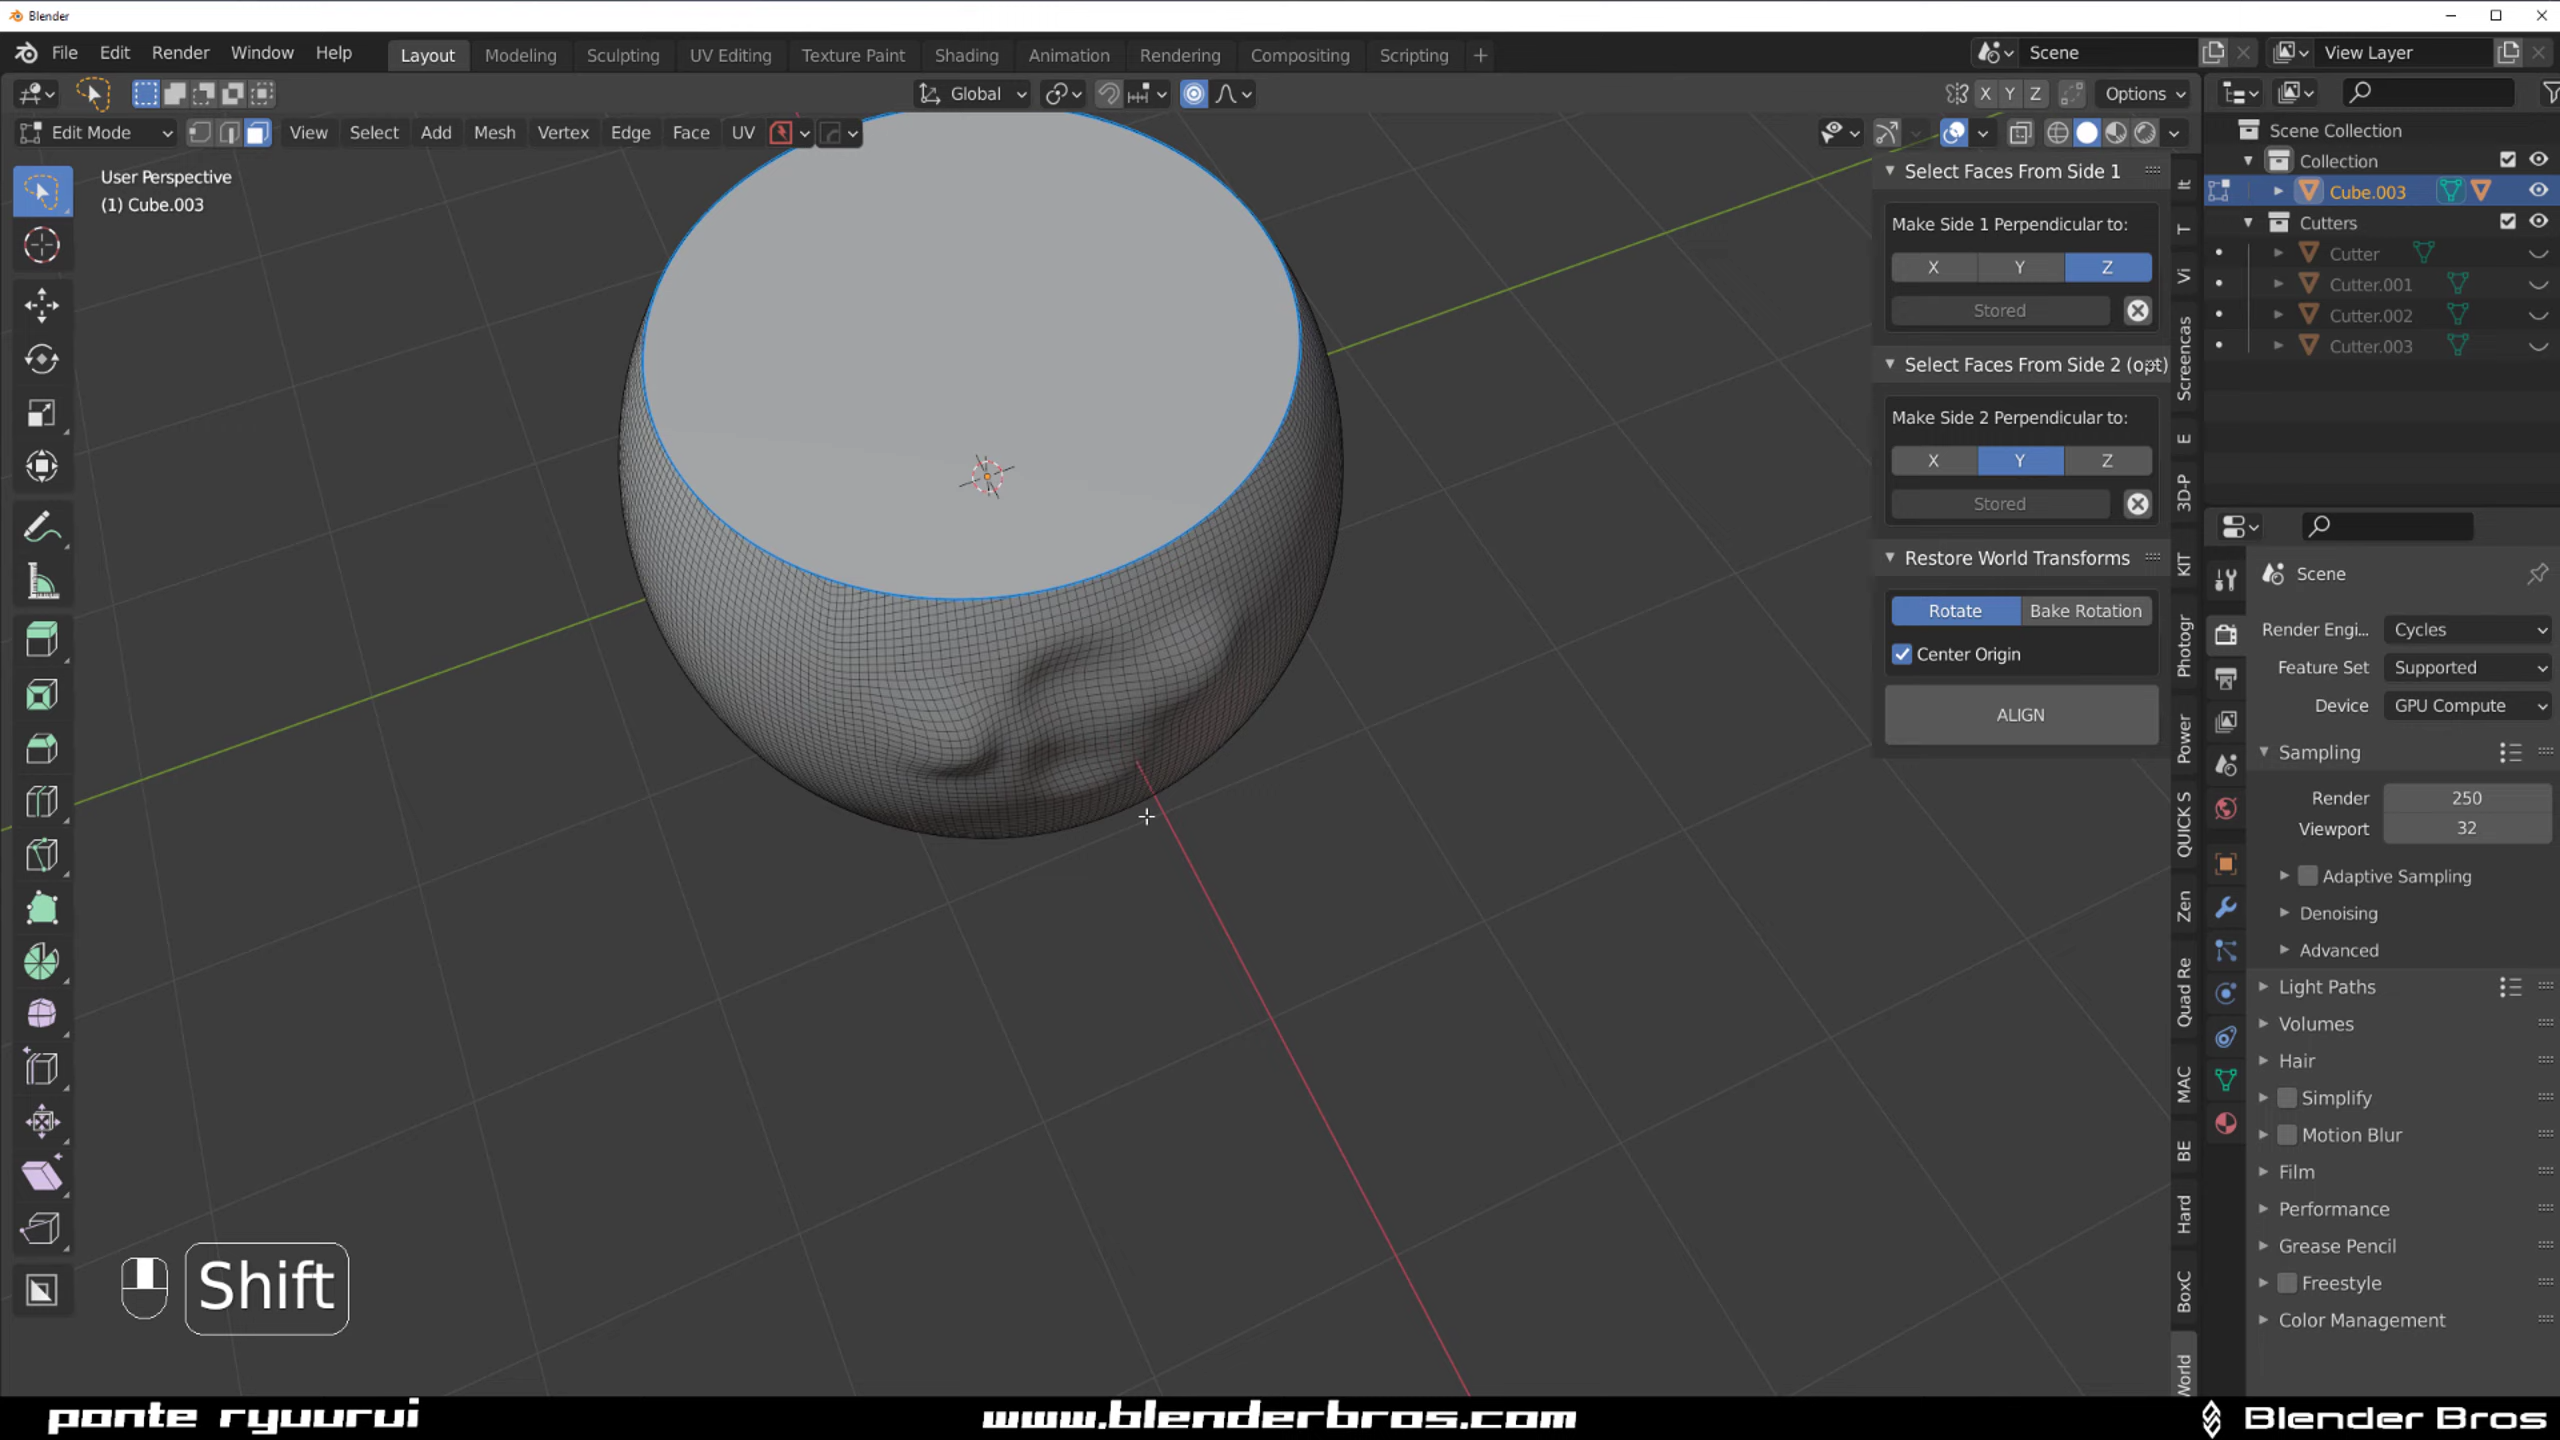 Blender
File Edit Render Window Help Layout Modeling Sculpting UV Editing Texture Paint Shading Animation Rendering Compositing Scripting + Scene View Layer
Global X Y Z Options
Edit Mode View Select Add Mesh Vertex Edge Face UV
User Perspective
(1) Cube.003
Select Faces From Side 1
Make Side 1 Perpendicular to:
X Y Z
Stored
Select Faces From Side 2 (opt)
Make Side 2 Perpendicular to:
X Y Z
Stored
Restore World Transforms
Rotate Bake Rotation
Center Origin
ALIGN
It
T
Vi
Screencas
E
3D-P
KIT
Photogr
Power
QUICK S
Zen
Quad Re
MAC
BE
Hard
BoxC
World
Scene Collection
Collection
Cube.003
Cutters
Cutter
Cutter.001
Cutter.002
Cutter.003
Scene
Render Engi... Cycles
Feature Set Supported
Device GPU Compute
Sampling
Render 250
Viewport 32
Adaptive Sampling
Denoising
Advanced
Light Paths
Volumes
Hair
Simplify
Motion Blur
Film
Performance
Grease Pencil
Freestyle
Color Management
Shift
ponte ryuurui www.blenderbros.com Blender Bros